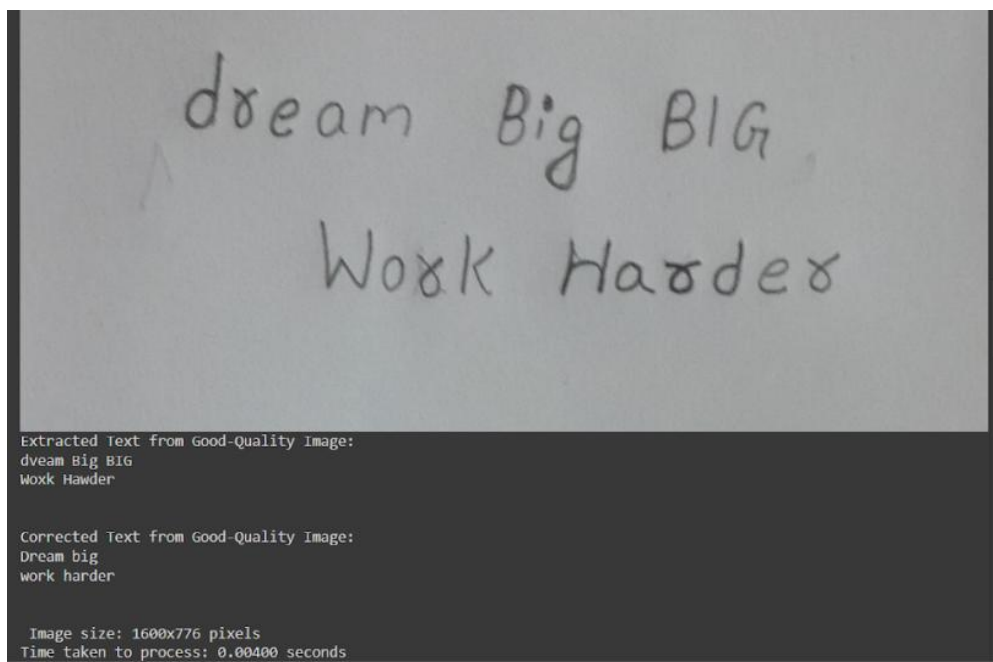 dream Big BIG
Work Harder
Extracted Text from Good-Quality Image:
dveam Big BIG
Woxk Hawder
Corrected Text from Good-Quality Image:
Dream big
work harder
Image size: 1600x776 pixels
Time taken to process: 0.00400 seconds